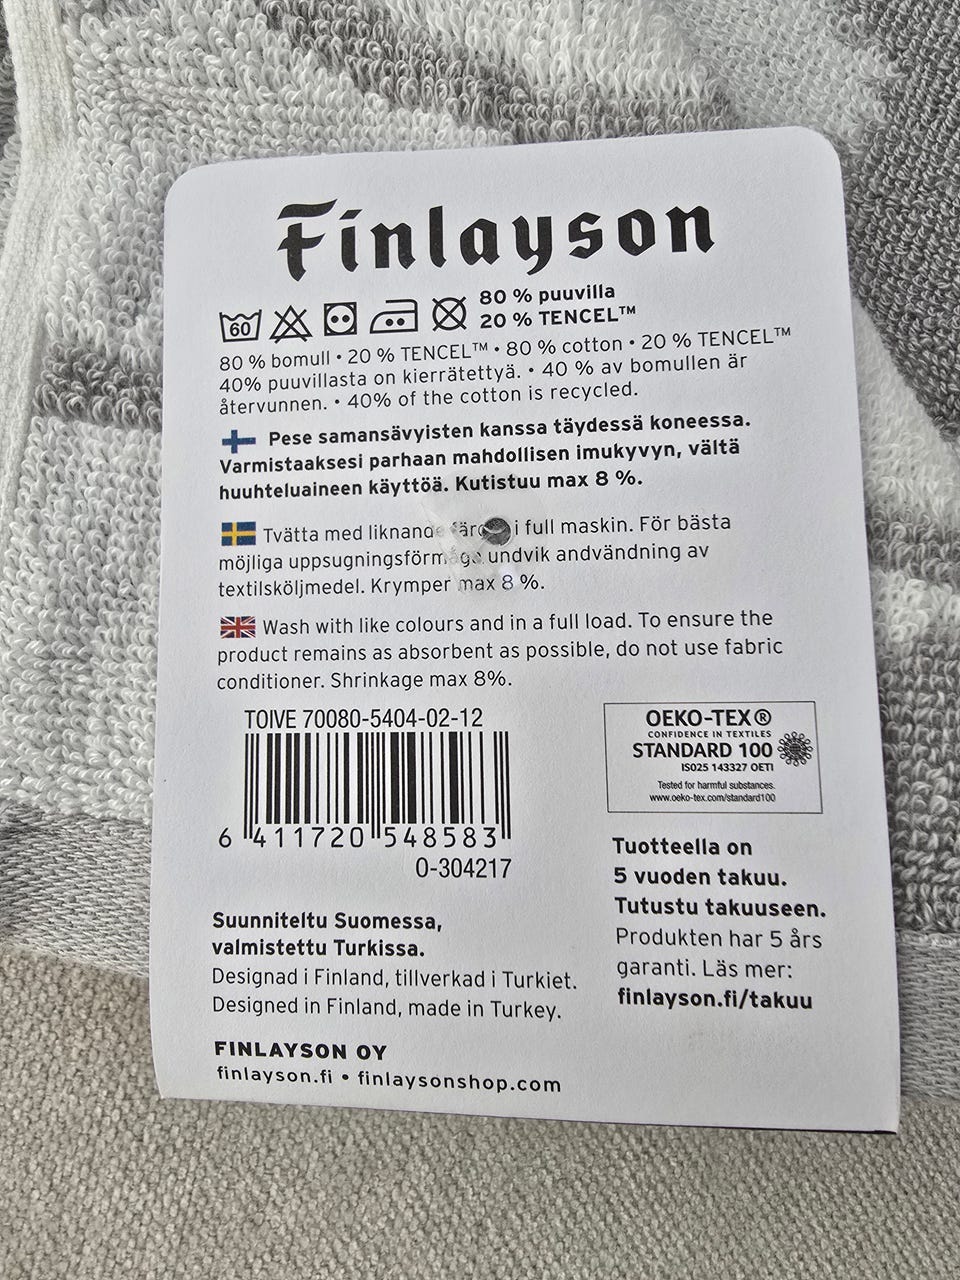 Finlayson
60
80 % puuvilla
20 % TENCEL™
80 % bomull • 20 % TENCEL™ • 80 % cotton • 20 % TENCEL™
40% puuvillasta on kierrätettyä. • 40 % av bomullen är
återvunnen. • 40% of the cotton is recycled.
Pese samansävyisten kanssa täydessä koneessa.
Varmistaaksesi parhaan mahdollisen imukyvyn, vältä
huuhteluaineen käyttöä. Kutistuu max 8 %.
Tvätta med liknande i full maskin. För bästa
möjliga uppsugningsförmåga undvik andvändning av
textilsköljmedel. Krymper max 8 %.
Wash with like colours and in a full load. To ensure the
product remains as absorbent as possible, do not use fabric
conditioner. Shrinkage max 8%.
TOIVE 70080-5404-02-12
6 411720 548583
0-304217
OEKO-TEX®
CONFIDENCE IN TEXTILES
STANDARD 100
IS025 143327 OETI
Tested for harmful substances.
www.oeko-tex.com/standard100
Tuotteella on
5 vuoden takuu.
Tutustu takuuseen.
Produkten har 5 års
garanti. Läs mer:
finlayson.fi/takuu
Suunniteltu Suomessa,
valmistettu Turkissa.
Designad i Finland, tillverkad i Turkiet.
Designed in Finland, made in Turkey.
FINLAYSON OY
finlayson.fi • finlaysonshop.com